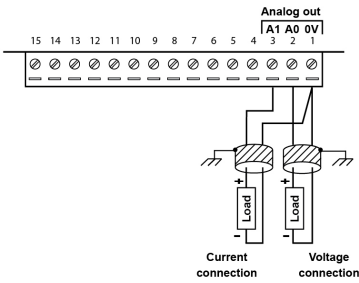 Analog out
A1 A0 0V
15 14 13 12 11 10 9 8 7 6 5 4 3 2 1
+ +
Load Load
- -
Current connection
Voltage connection